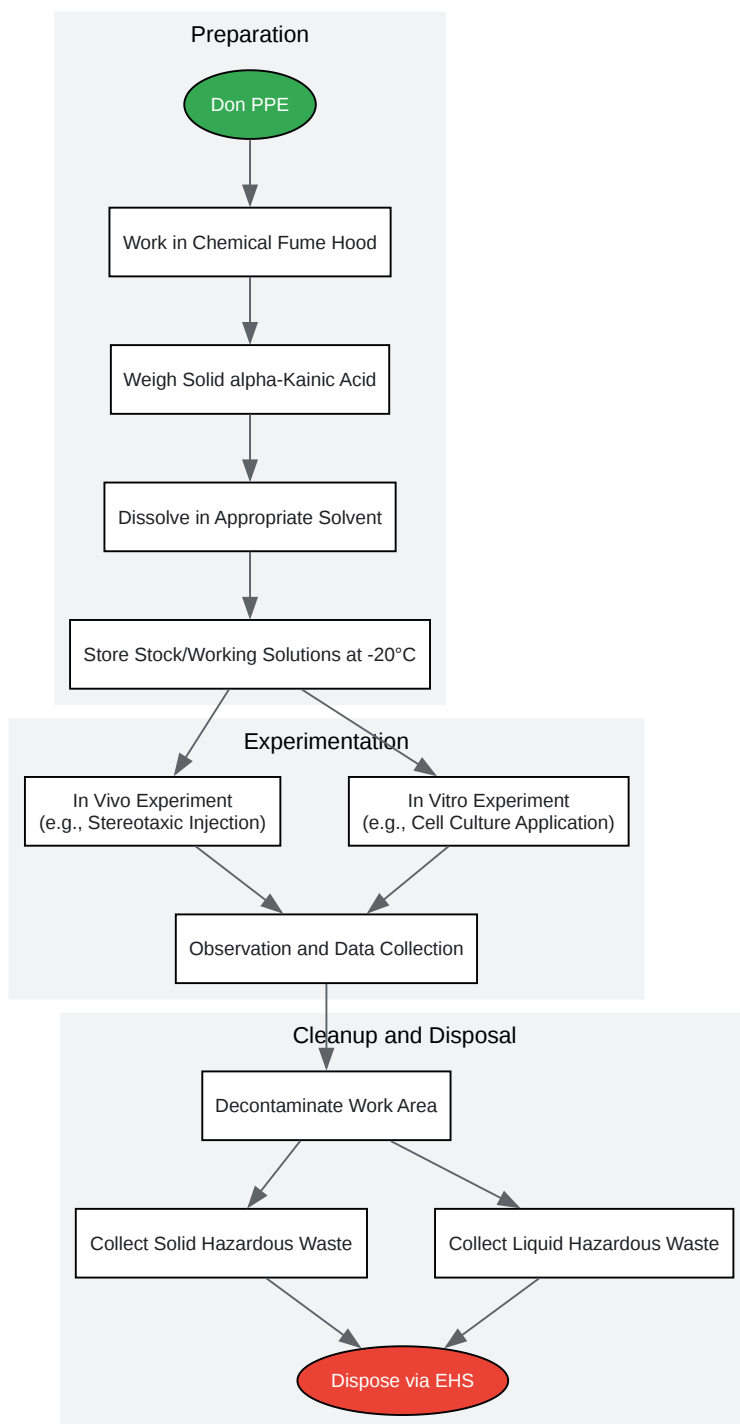 Preparation
Don PPE
Work in Chemical Fume Hood
Weigh Solid alpha-Kainic Acid
Dissolve in Appropriate Solvent
Store Stock/Working Solutions at -20°C
Experimentation
In Vivo Experiment
(e.g., Stereotaxic Injection)
In Vitro Experiment
(e.g., Cell Culture Application)
Observation and Data Collection
Cleanup and Disposal
Decontaminate Work Area
Collect Solid Hazardous Waste
Collect Liquid Hazardous Waste
Dispose via EHS